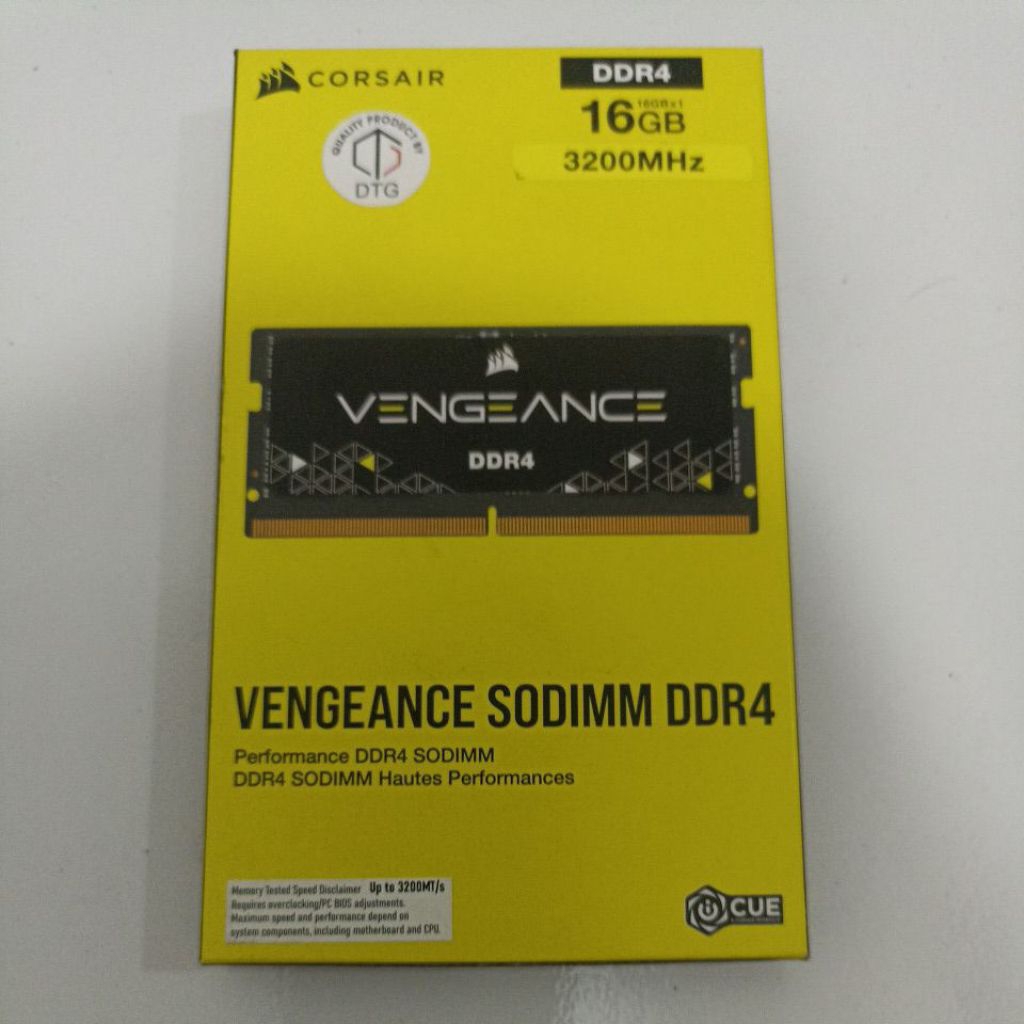 CORSAIR
DDR4
16GBx1
16GB
3200MHz
QUALITY PRODUCT BY
DTG
VENGEANCE
DDR4
VENGEANCE SODIMM DDR4
Performance DDR4 SODIMM
DDR4 SODIMM Hautes Performances
Memory Tested Speed Disclaimer Up to 3200MT/s
Requires overclocking/PC BIOS adjustments.
Maximum speed and performance depend on
system components, including motherboard and CPU.
iCUE